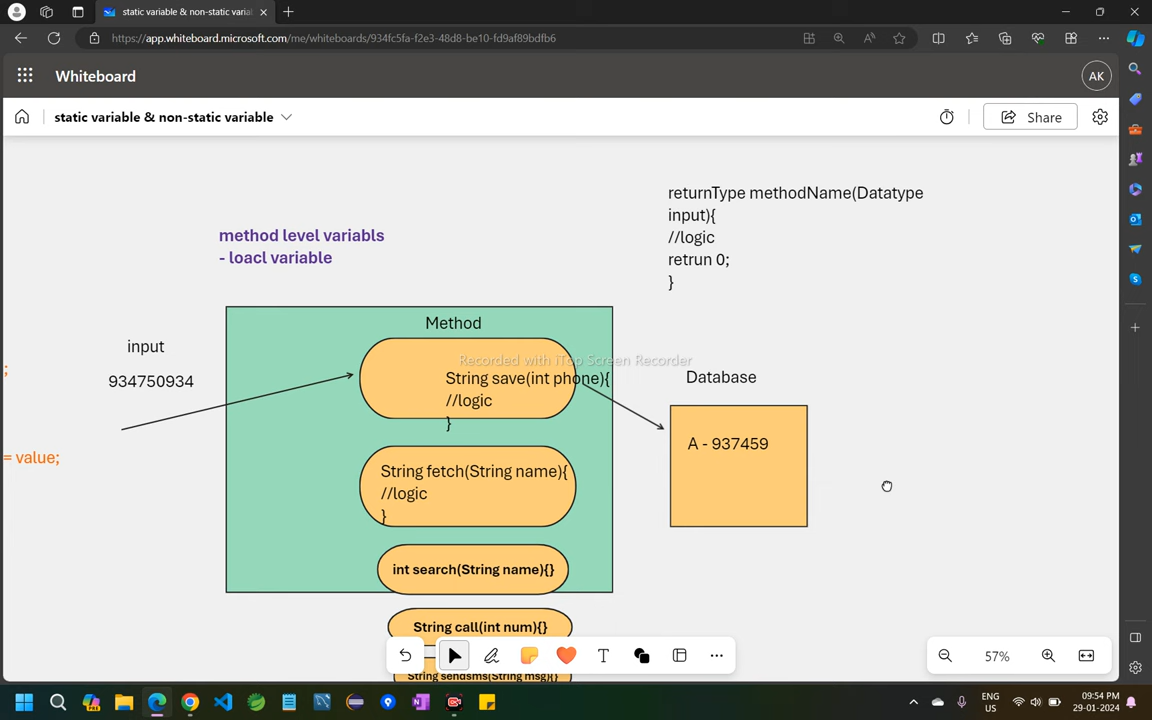 static variable & non-static varia
https://app.whiteboard.microsoft.com/me/whiteboards/934fc5fa-f2e3-48d8-be10-fd9af89bdfb6
Whiteboard
AK
static variable & non-static variable
Share
returnType methodName(Datatype
input){
//logic
retrun 0;
}
method level variabls
- loacl variable
Method
input
934750934
;
= value;
Recorded with iTop Screen Recorder
String save(int phone){
//logic
}
Database
A - 937459
String fetch(String name){
//logic
}
int search(String name){}
String call(int num){}
String sendsms(String msg){}
57%
ENG
US
09:54 PM
29-01-2024